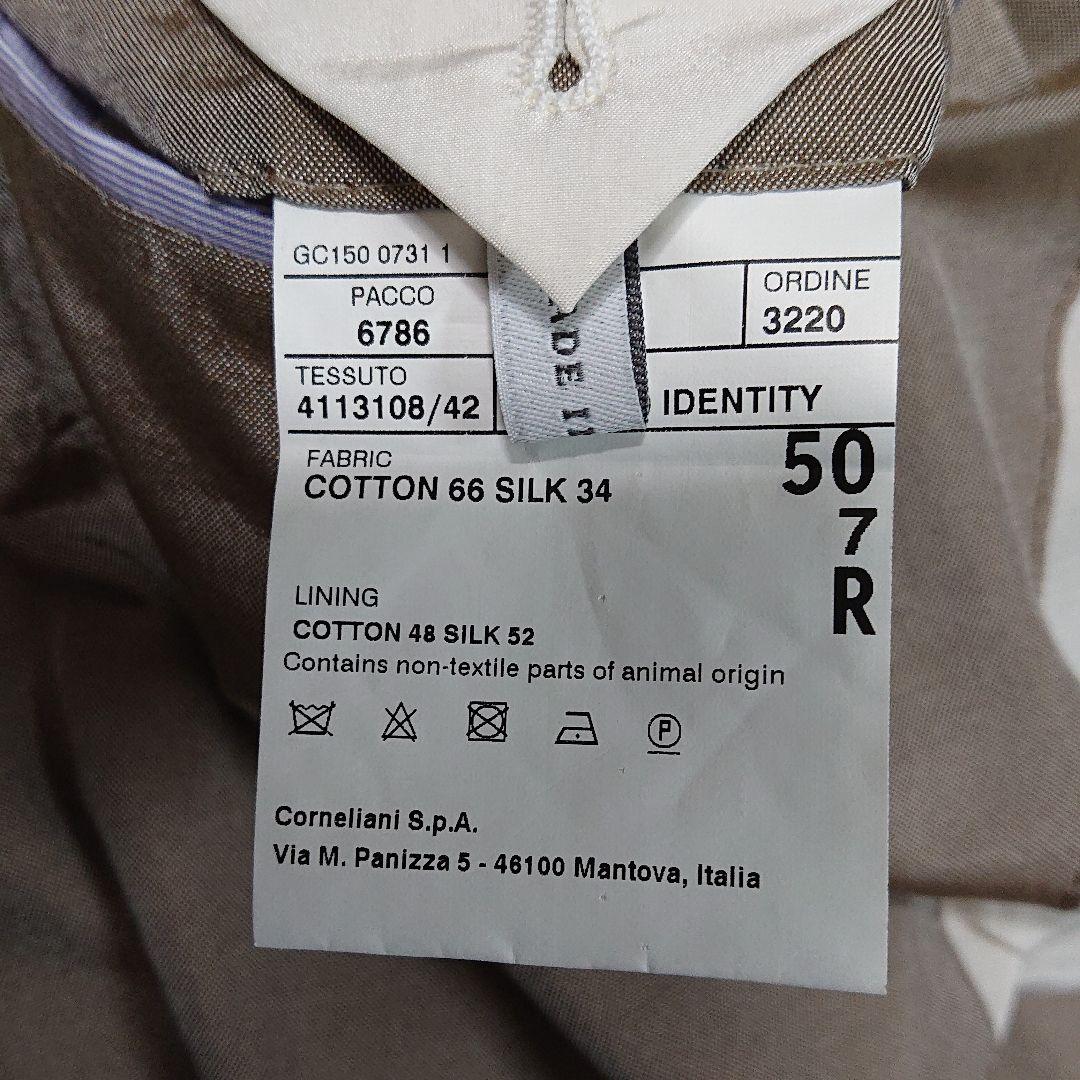 GC150 0731 1
PACCO
6786
ORDINE
3220
TESSUTO
4113108/42
IDENTITY
50
7
R
FABRIC
COTTON 66 SILK 34
LINING
COTTON 48 SILK 52
Contains non-textile parts of animal origin
P
Corneliani S.p.A.
Via M. Panizza 5 - 46100 Mantova, Italia